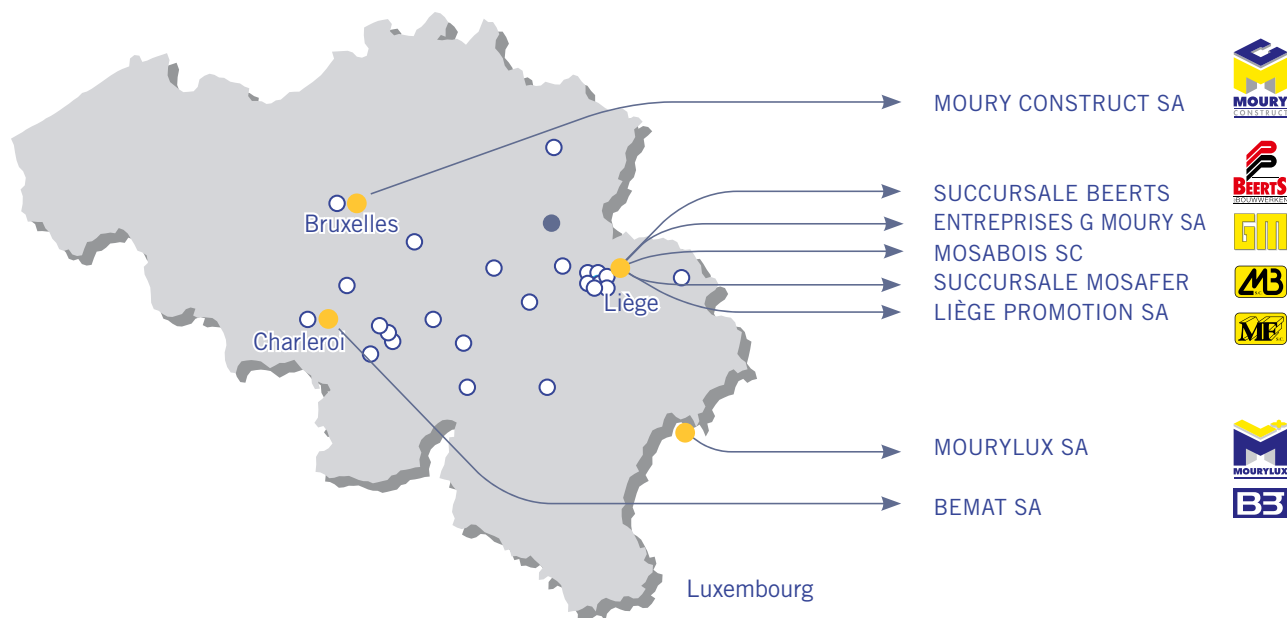 MOURY CONSTRUCT SA
MOURY
CONSTRUCT
SUCCURSALE BEERTS
BEERTS
BOUWWERKEN
Bruxelles
ENTREPRISES G MOURY SA
GM
MOSABOIS SC
MB
SUCCURSALE MOSAFER
Liège
LIÈGE PROMOTION SA
MF
Charleroi
MOURYLUX SA
MOURYLUX
BEMAT SA
B3
Luxembourg